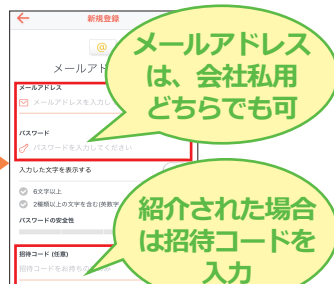 新規登録
メールアド
メールアドレス
は、会社私用
どちらでも可
メールアドレス
メールアドレスを入力し
パスワード
パスワードを入力してください
入力した文字を表示する
6文字以上
2種類以上の文字を含む(英数字
パスワードの安全性
紹介された場合
は招待コードを
入力
招待コード (任意)
招待コードをお持ちの